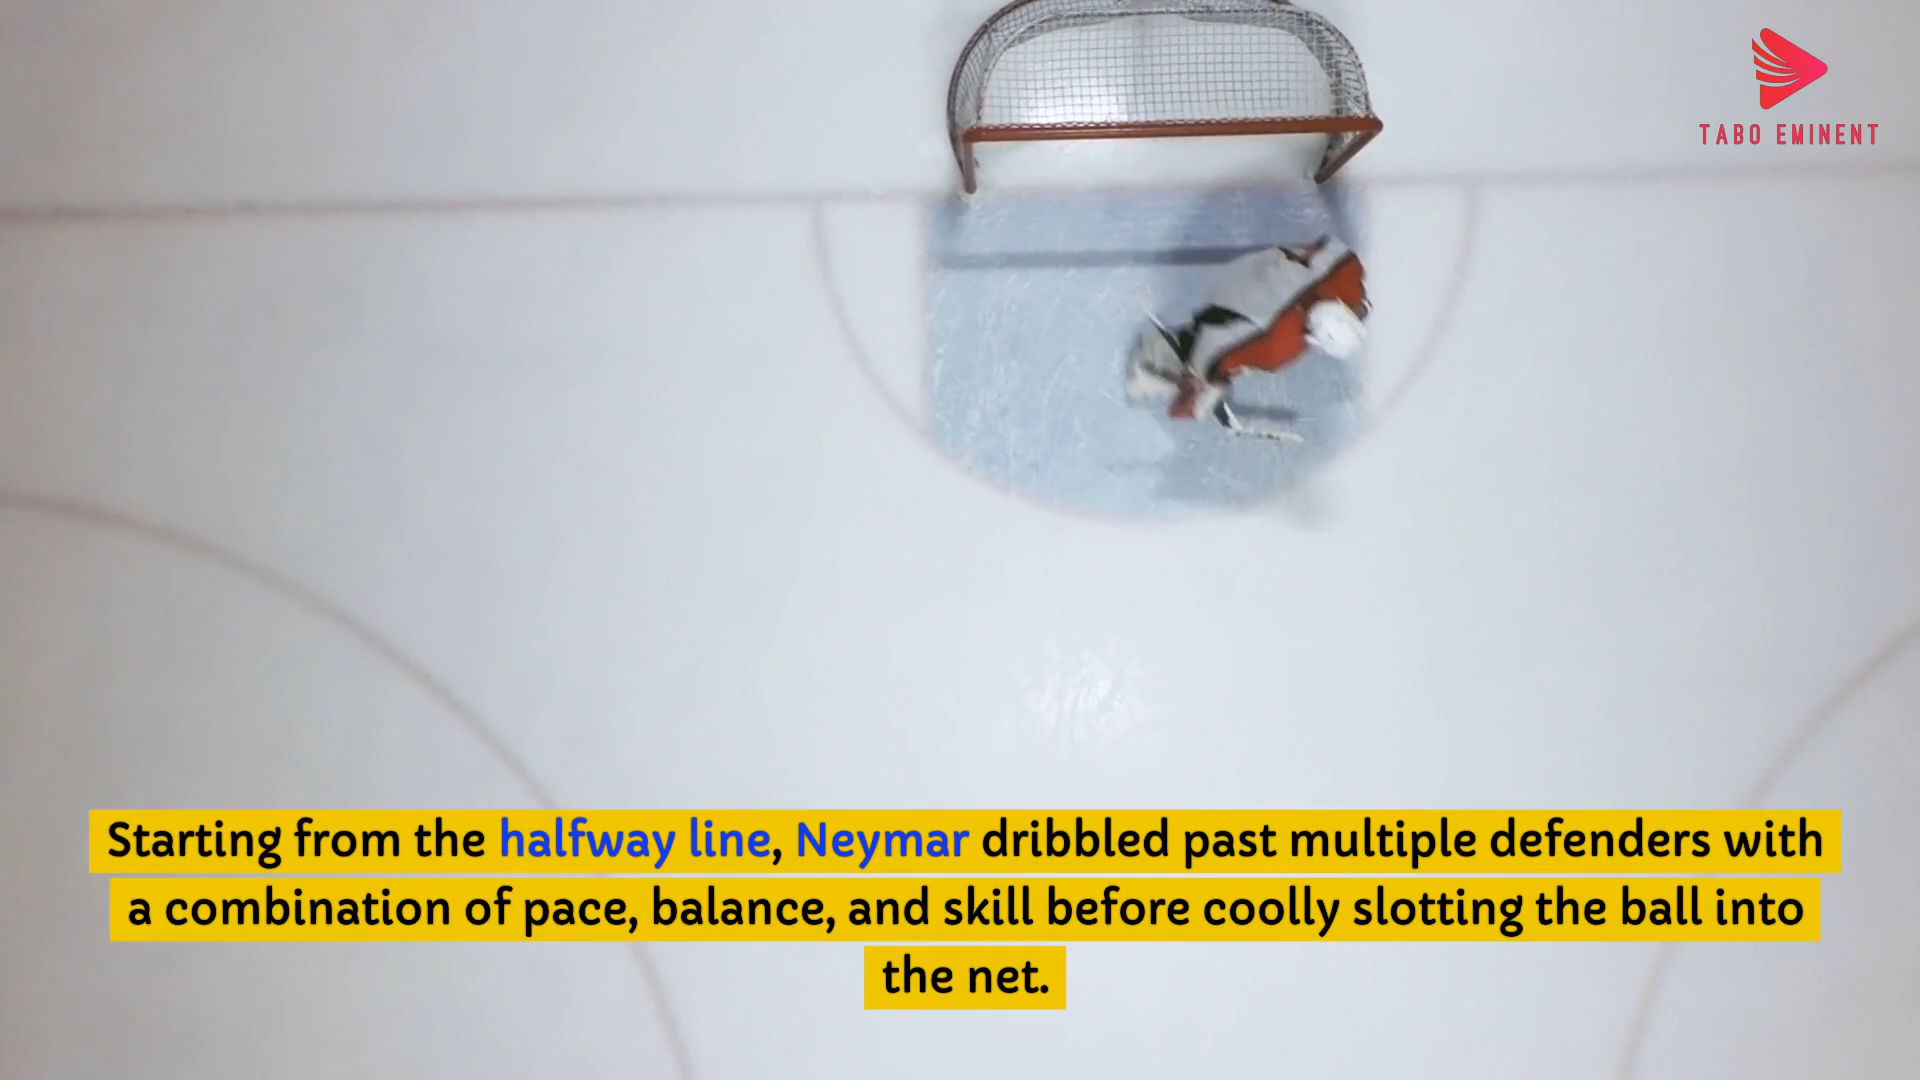 TABO EMINENT
Starting from the halfway line, Neymar dribbled past multiple defenders with
a combination of pace, balance, and skill before coolly slotting the ball into
the net.